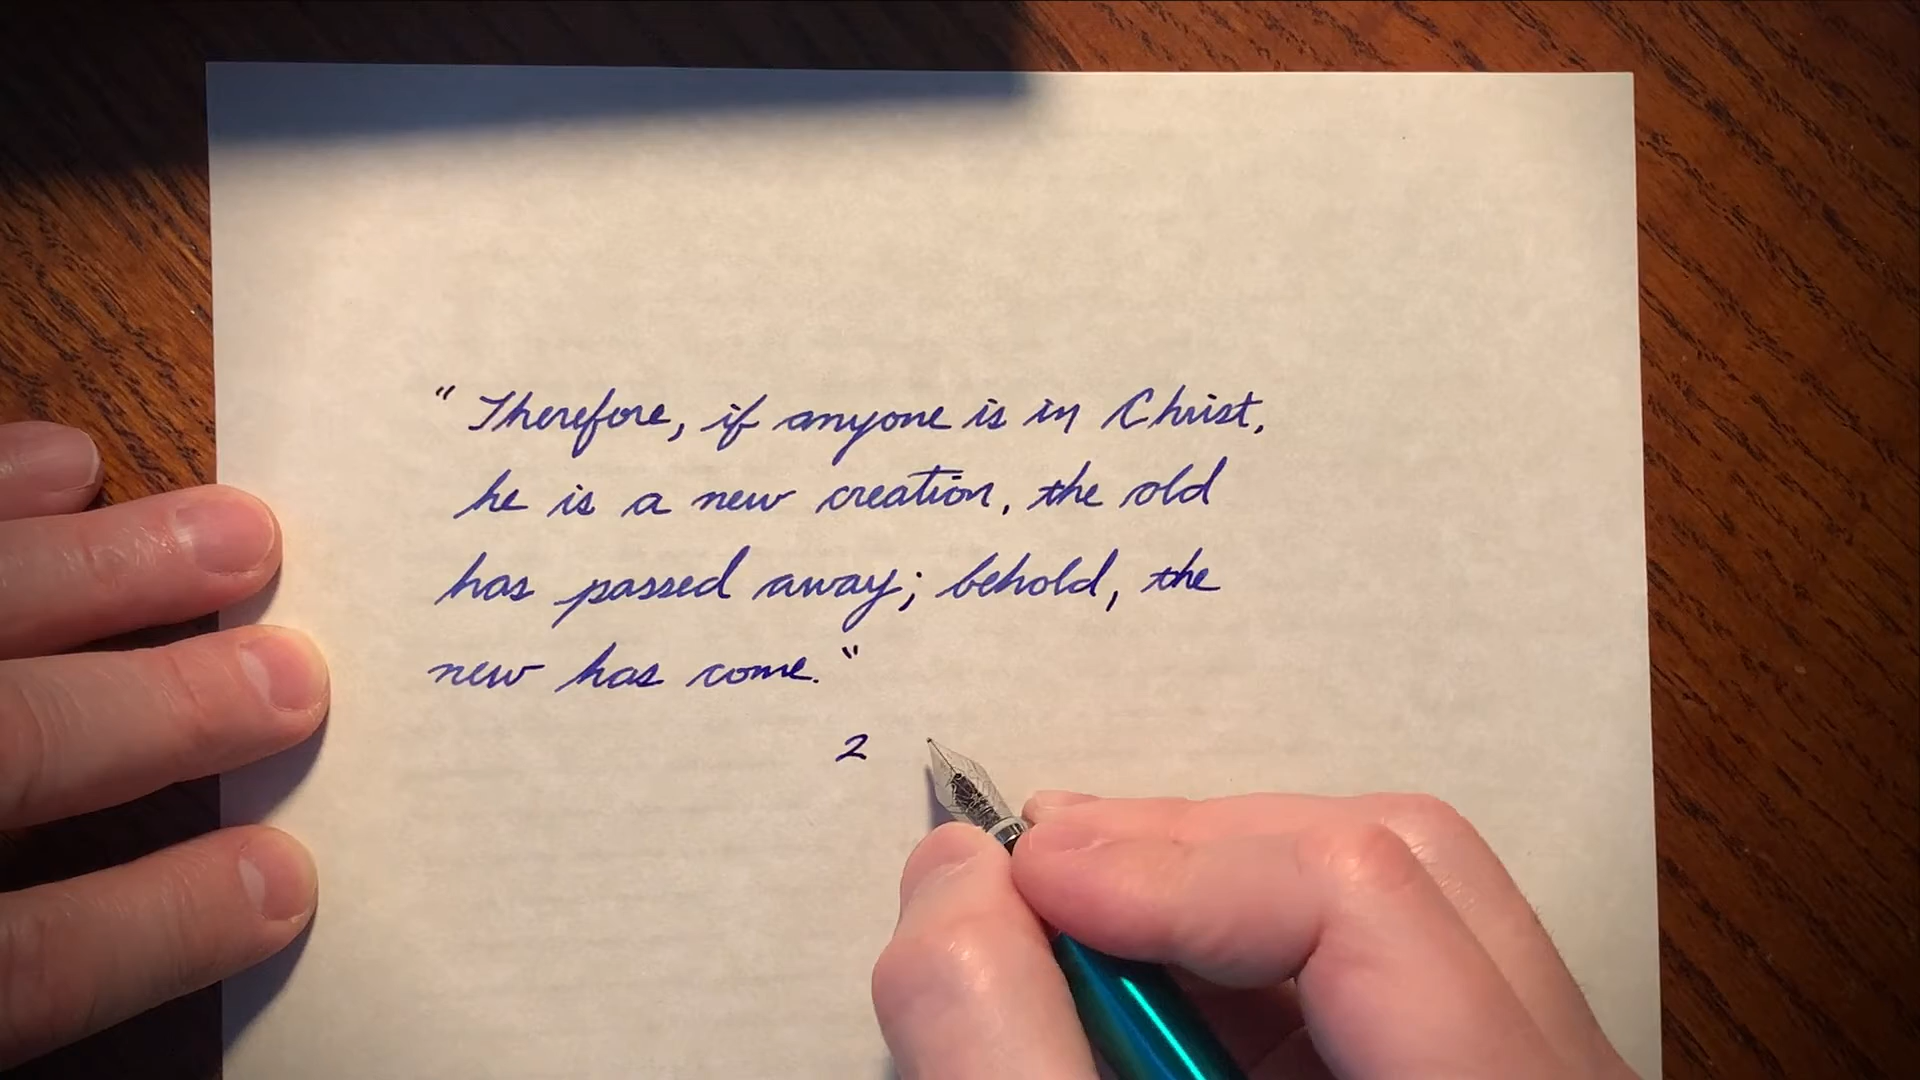 "Therefore, if anyone is in Christ,
he is a new creation, the old
has passed away; behold, the
new has come."
2